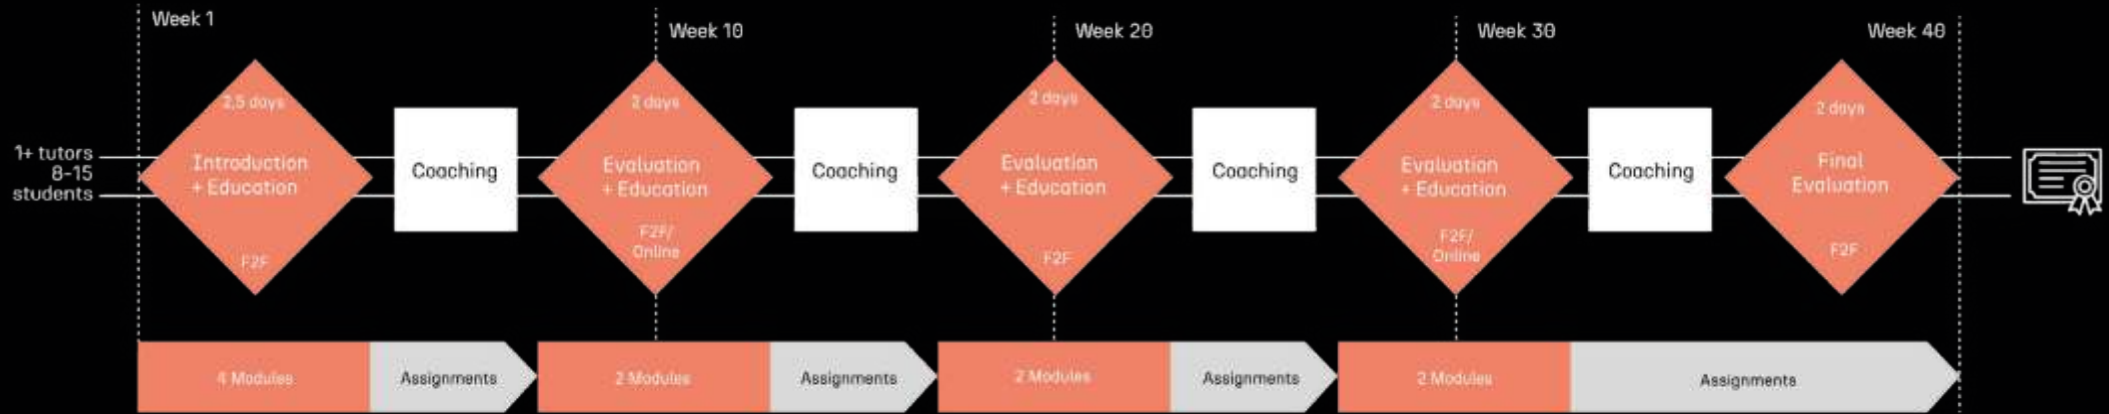 Week 1
Week 10
Week 20
Week 30
Week 40
1+ tutors
8-15
students
2,5 days
Introduction
+ Education
F2F
Coaching
2 days
Evaluation
+ Education
F2F/
Online
Coaching
2 days
Evaluation
+ Education
F2F
Coaching
2 days
Evaluation
+ Education
F2F/
Online
Coaching
2 days
Final
Evaluation
F2F
4 Modules
Assignments
2 Modules
Assignments
2 Modules
Assignments
2 Modules
Assignments